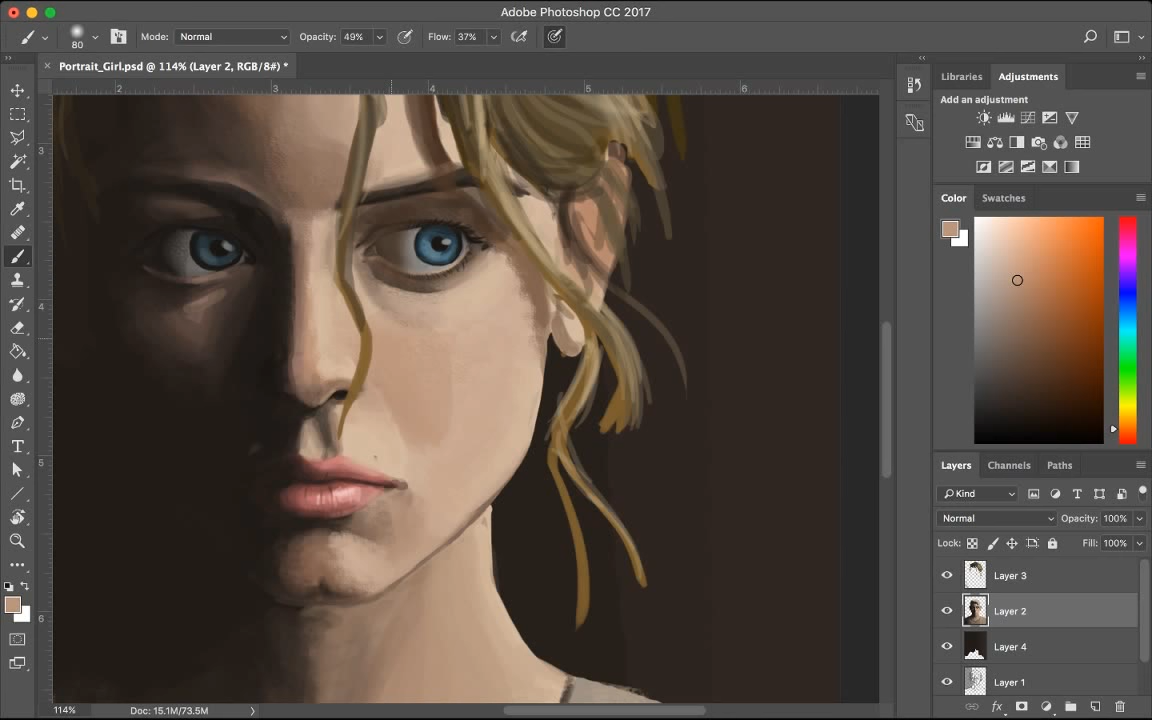 Adobe Photoshop CC 2017
80
Mode: Normal
Opacity: 49%
Flow: 37%
Portrait_Girl.psd @ 114% (Layer 2, RGB/8#) *
2 3 4 5 6
3
4
5
6
Libraries Adjustments
Add an adjustment
Color Swatches
Layers Channels Paths
Kind
Normal Opacity: 100%
Lock: Fill: 100%
Layer 3
Layer 2
Layer 4
Layer 1
fx
114% Doc: 15.1M/73.5M